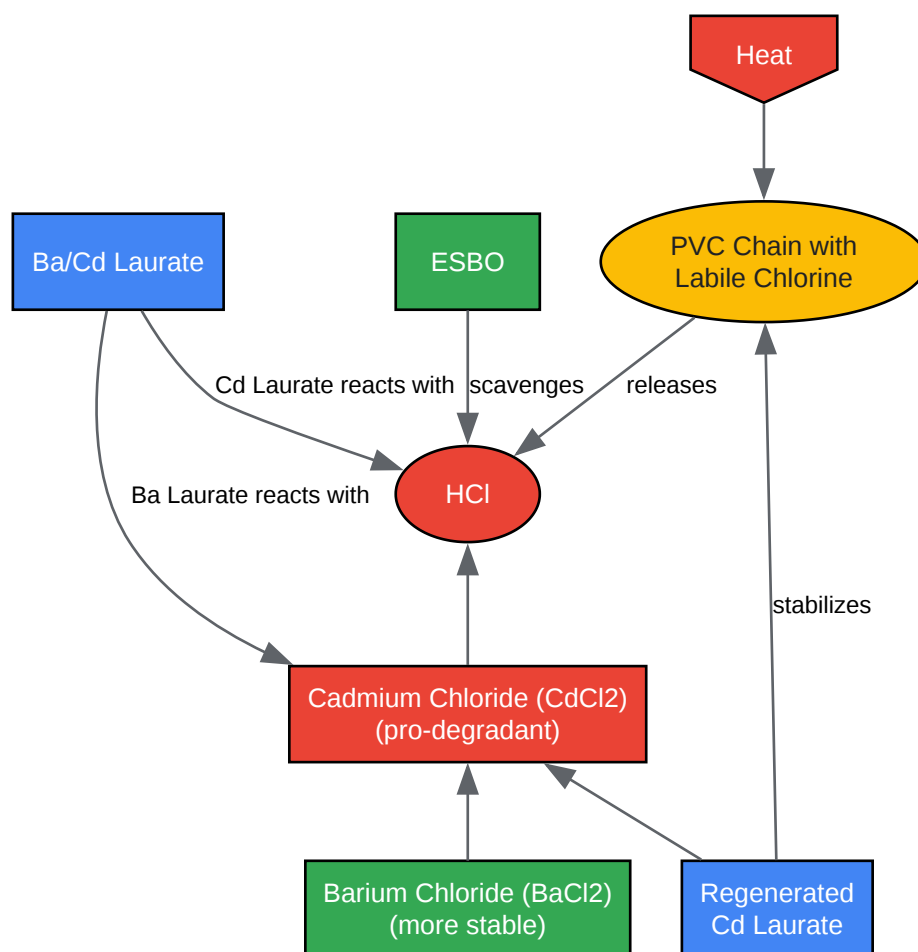 Heat
PVC Chain with
Labile Chlorine
Ba/Cd Laurate
ESBO
Cd Laurate reacts with
scavenges
releases
Ba Laurate reacts with
HCl
stabilizes
Cadmium Chloride (CdCl2)
(pro-degradant)
Barium Chloride (BaCl2)
(more stable)
Regenerated
Cd Laurate